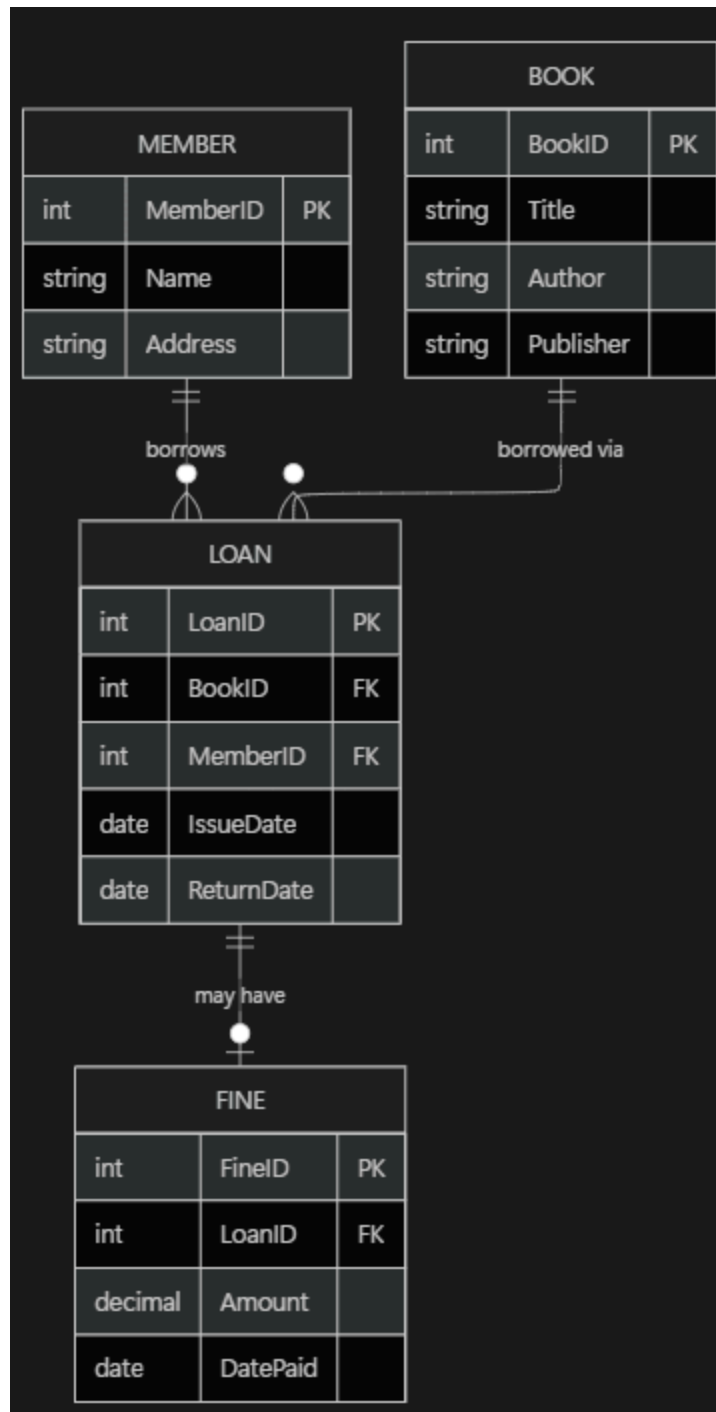 BOOK
int BookID PK
string Title
string Author
string Publisher
MEMBER
int MemberID PK
string Name
string Address
borrows
borrowed via
LOAN
int LoanID PK
int BookID FK
int MemberID FK
date IssueDate
date ReturnDate
may have
FINE
int FineID PK
int LoanID FK
decimal Amount
date DatePaid